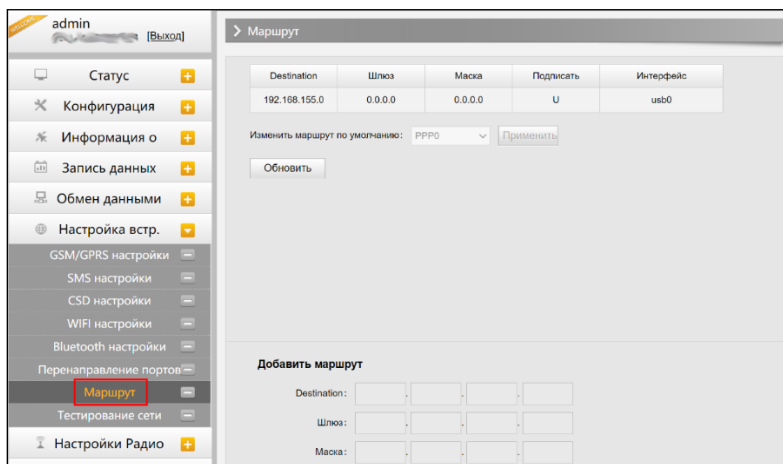 admin
[Выход]
Статус
Конфигурация
Информация о
Запись данных
Обмен данными
Настройка встр.
GSM/GPRS настройки
SMS настройки
CSD настройки
WIFI настройки
Bluetooth настройки
Перенаправление портов
Маршрут
Тестирование сети
Настройки Радио
Маршрут
Destination Шлюз Маска Подписать Интерфейс
192.168.155.0 0.0.0.0 0.0.0.0 U usb0
Изменить маршрут по умолчанию: PPP0 Применить
Обновить
Добавить маршрут
Destination: . . .
Шлюз: . . .
Маска: . . .